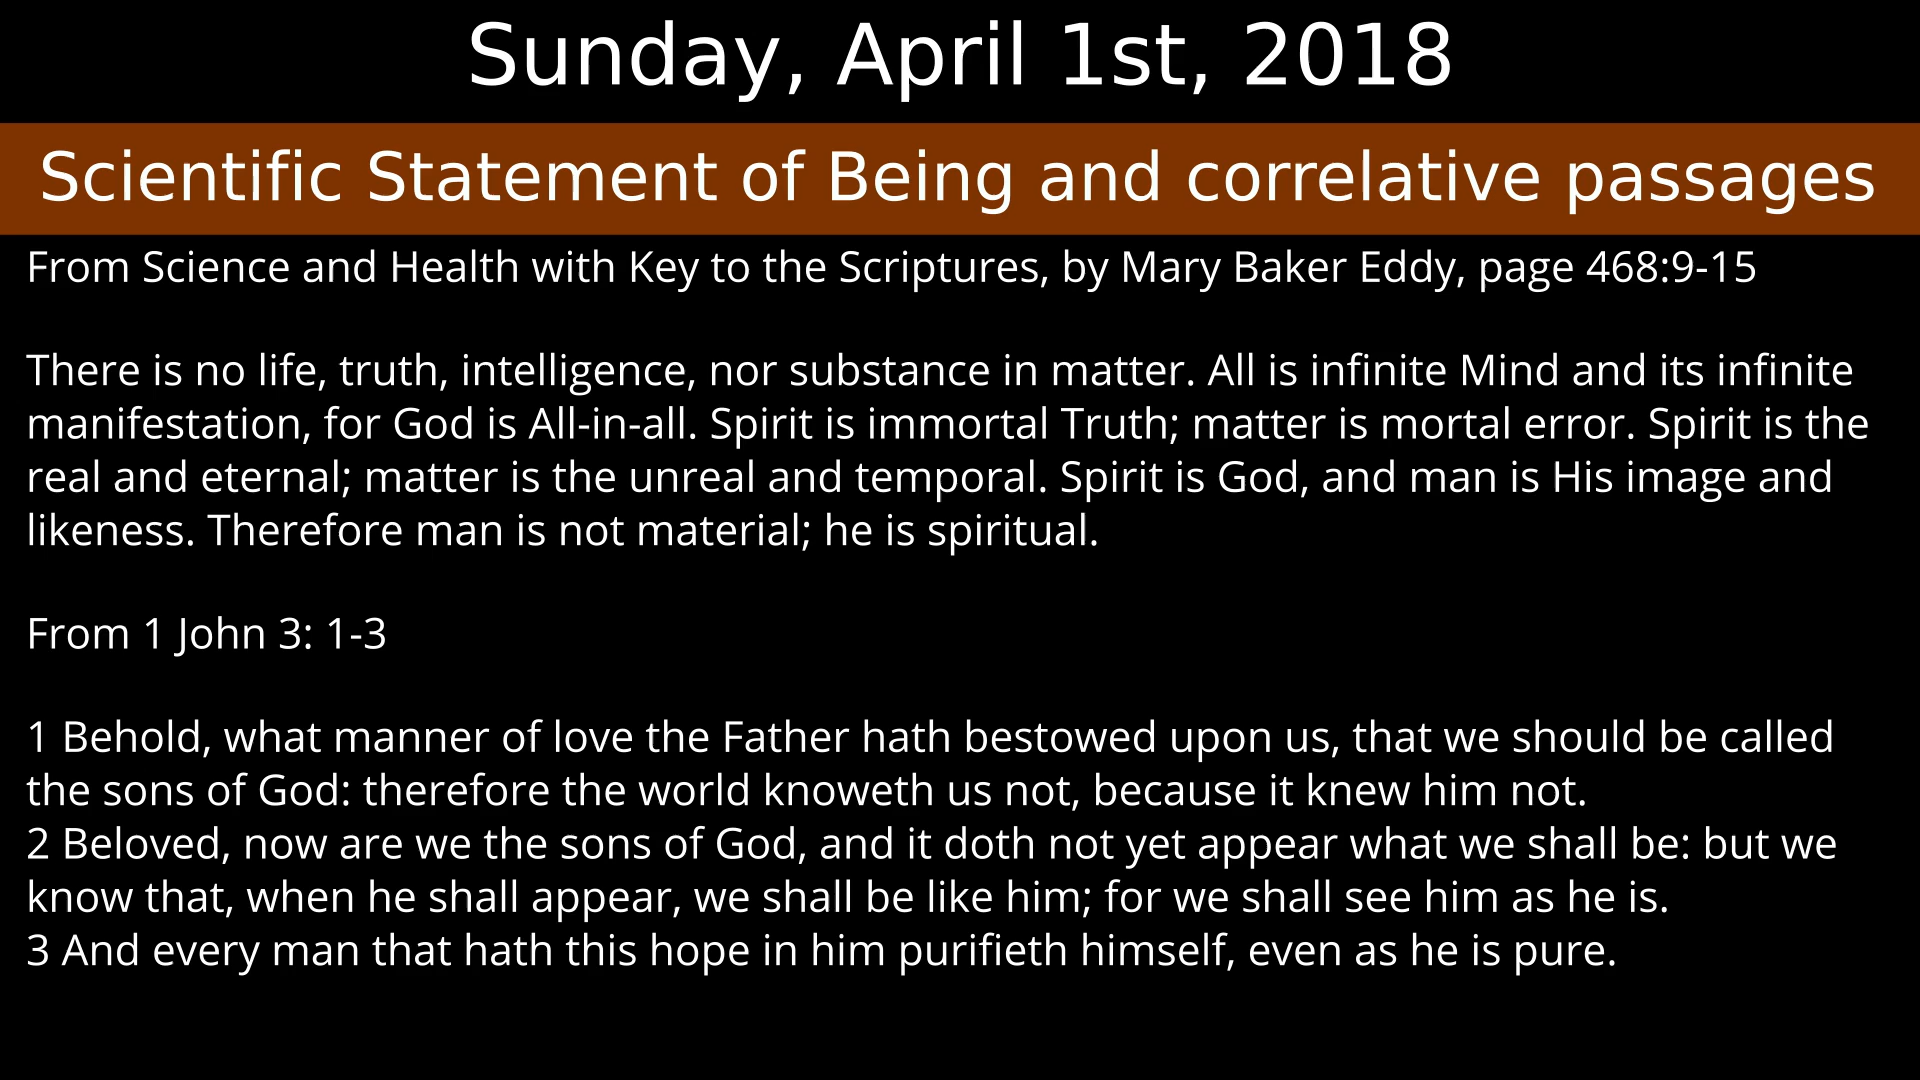 Sunday, April 1st, 2018
Scientific Statement of Being and correlative passages
From Science and Health with Key to the Scriptures, by Mary Baker Eddy, page 468:9-15
There is no life, truth, intelligence, nor substance in matter. All is infinite Mind and its infinite
manifestation, for God is All-in-all. Spirit is immortal Truth; matter is mortal error. Spirit is the
real and eternal; matter is the unreal and temporal. Spirit is God, and man is His image and
likeness. Therefore man is not material; he is spiritual.
From 1 John 3: 1-3
1 Behold, what manner of love the Father hath bestowed upon us, that we should be called
the sons of God: therefore the world knoweth us not, because it knew him not.
2 Beloved, now are we the sons of God, and it doth not yet appear what we shall be: but we
know that, when he shall appear, we shall be like him; for we shall see him as he is.
3 And every man that hath this hope in him purifieth himself, even as he is pure.